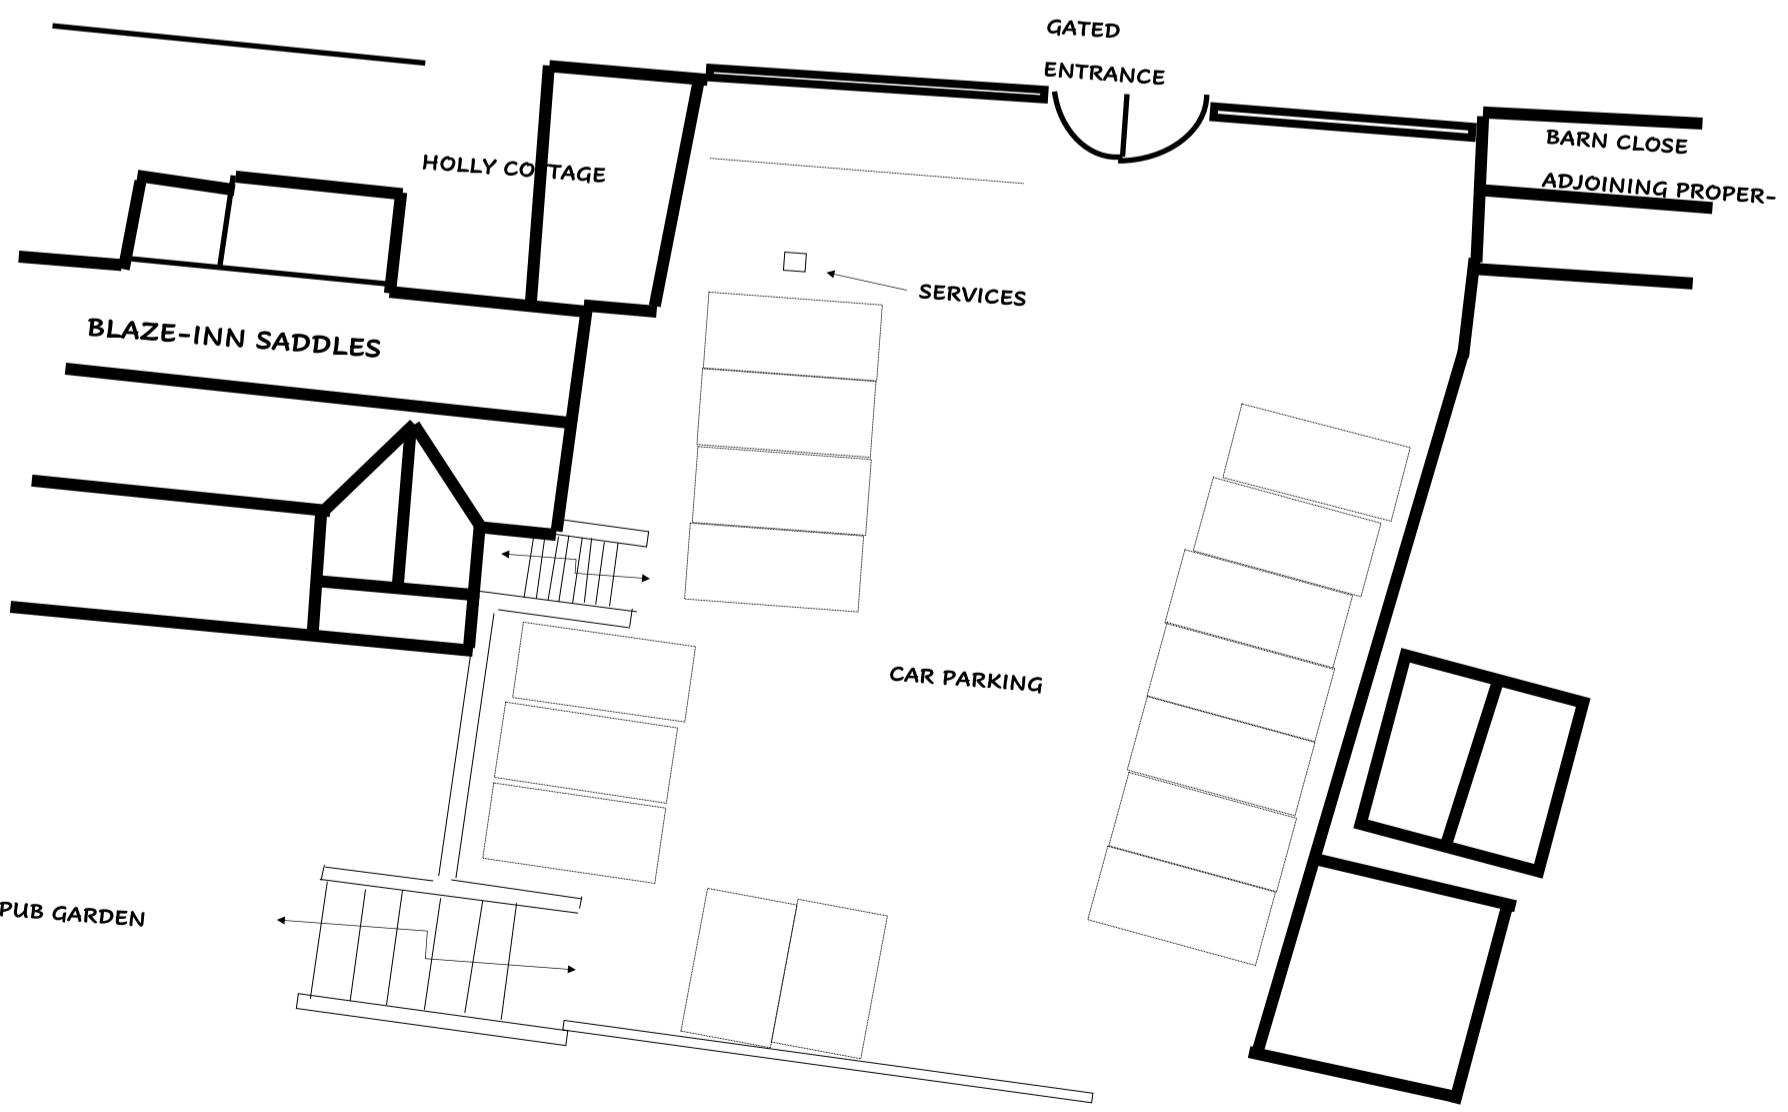 GATED
ENTRANCE
BARN CLOSE
ADJOINING PROPER-
HOLLY COTTAGE
SERVICES
BLAZE-INN SADDLES
CAR PARKING
PUB GARDEN